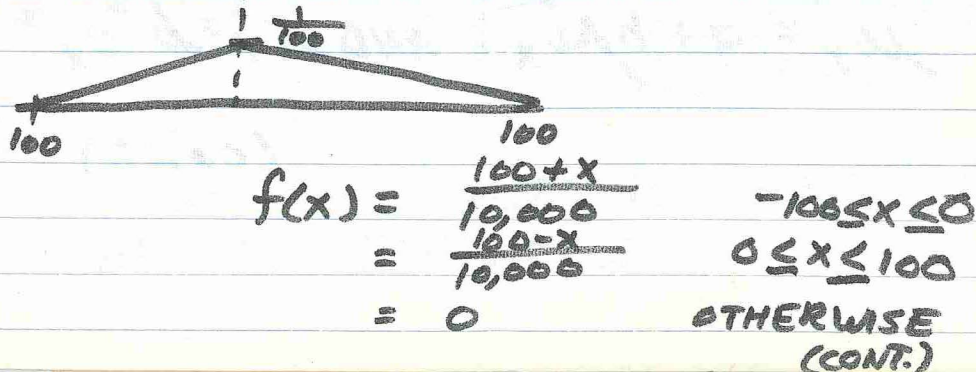 1 1/100
100 100
f(x) = 100+x/10,000 -100≤x≤0
= 100-x/10,000 0≤x≤100
= 0 OTHERWISE
(CONT.)